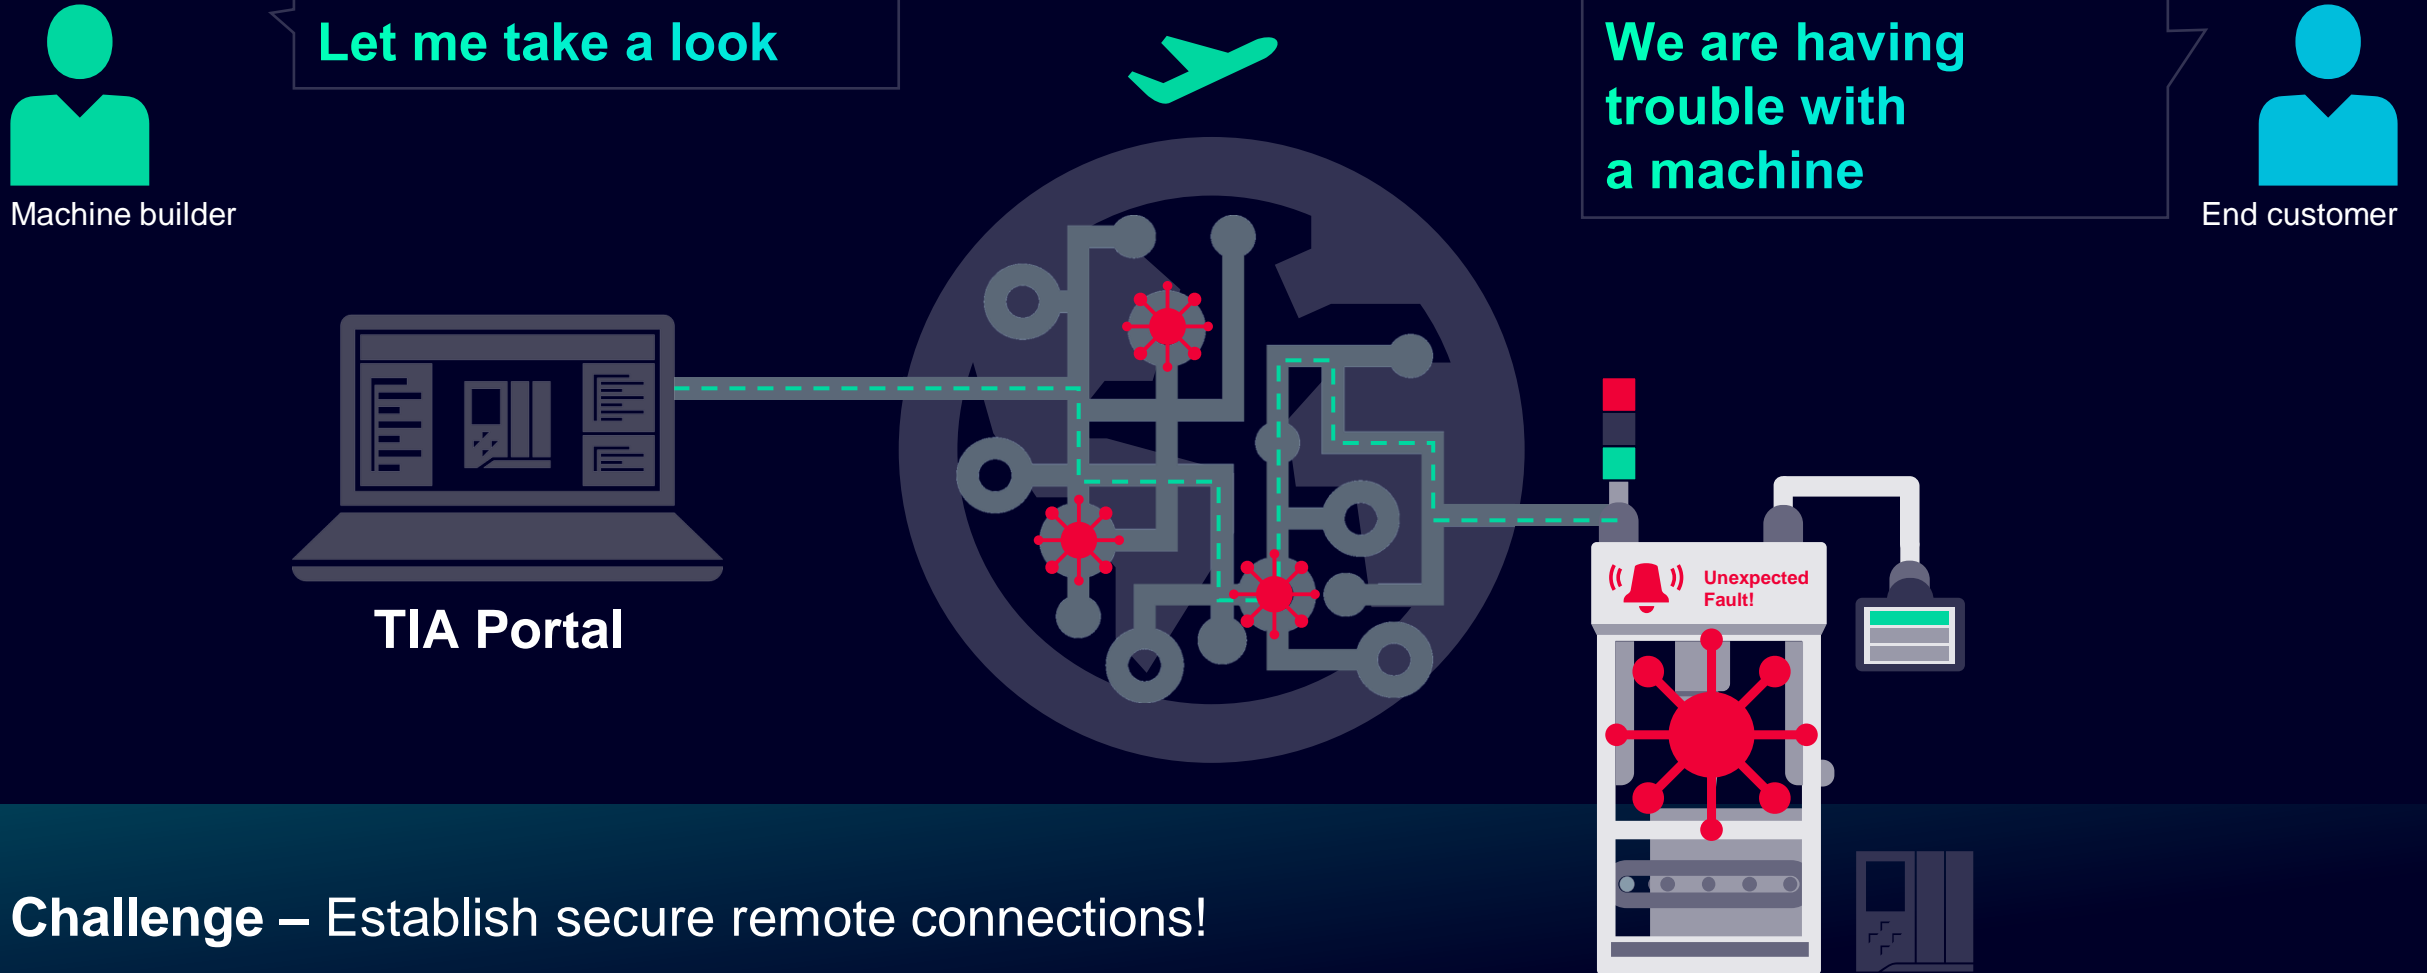 Let me take a look
We are having
trouble with
a machine
Machine builder
End customer
Unexpected
Fault!
TIA Portal
Challenge – Establish secure remote connections!